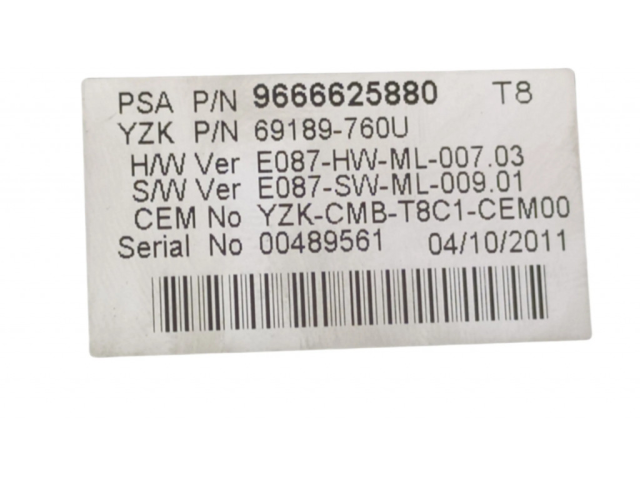 PSA P/N 9666625880 T8
YZK P/N 69189-760U
H/W Ver E087-HW-ML-007.03
S/W Ver E087-SW-ML-009.01
CEM No YZK-CMB-T8C1-CEM00
Serial No 00489561 04/10/2011